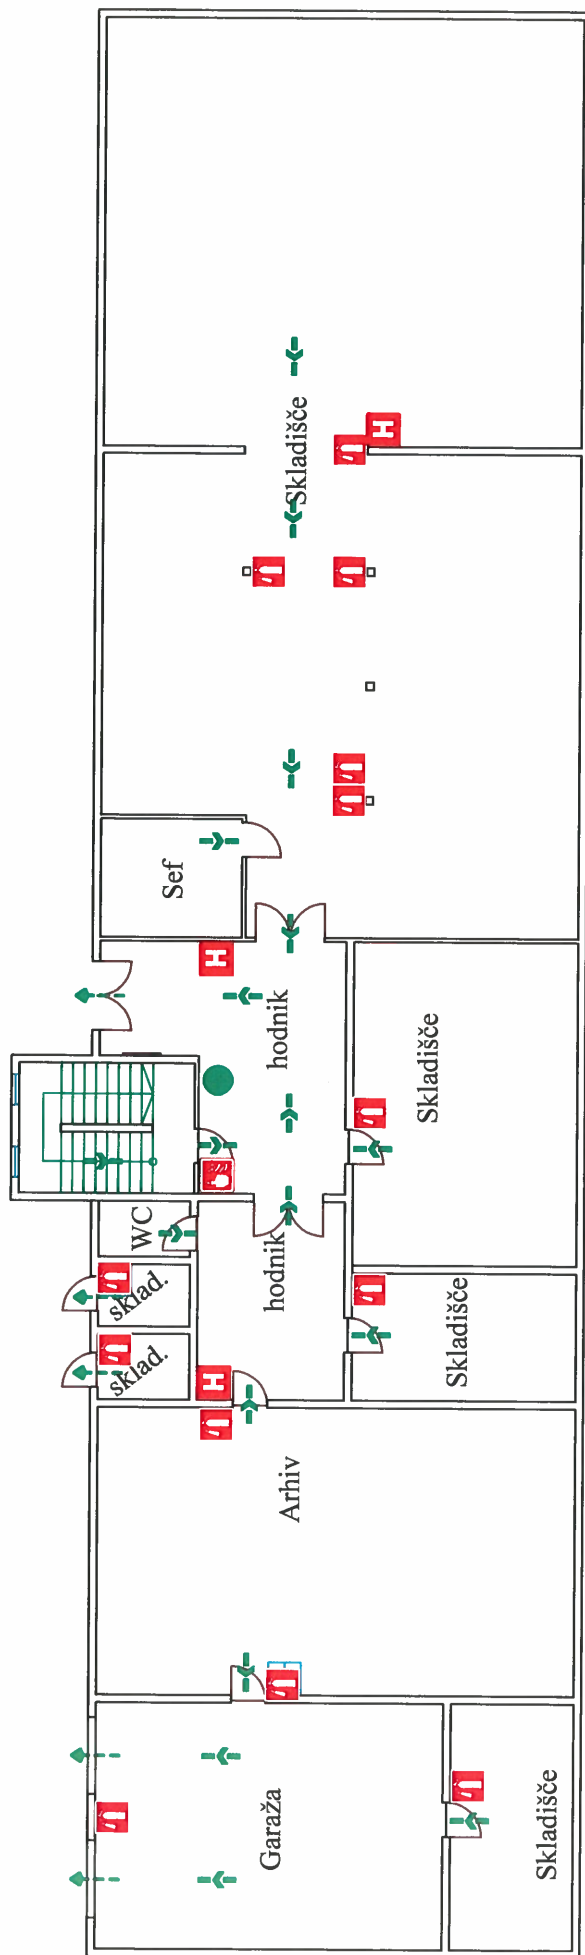 sklad.
sklad.
WC
Sef
H
H
Garaža
Arhiv
hodnik
hodnik
Skladišče
H
Skladišče
Skladišče
Skladišče